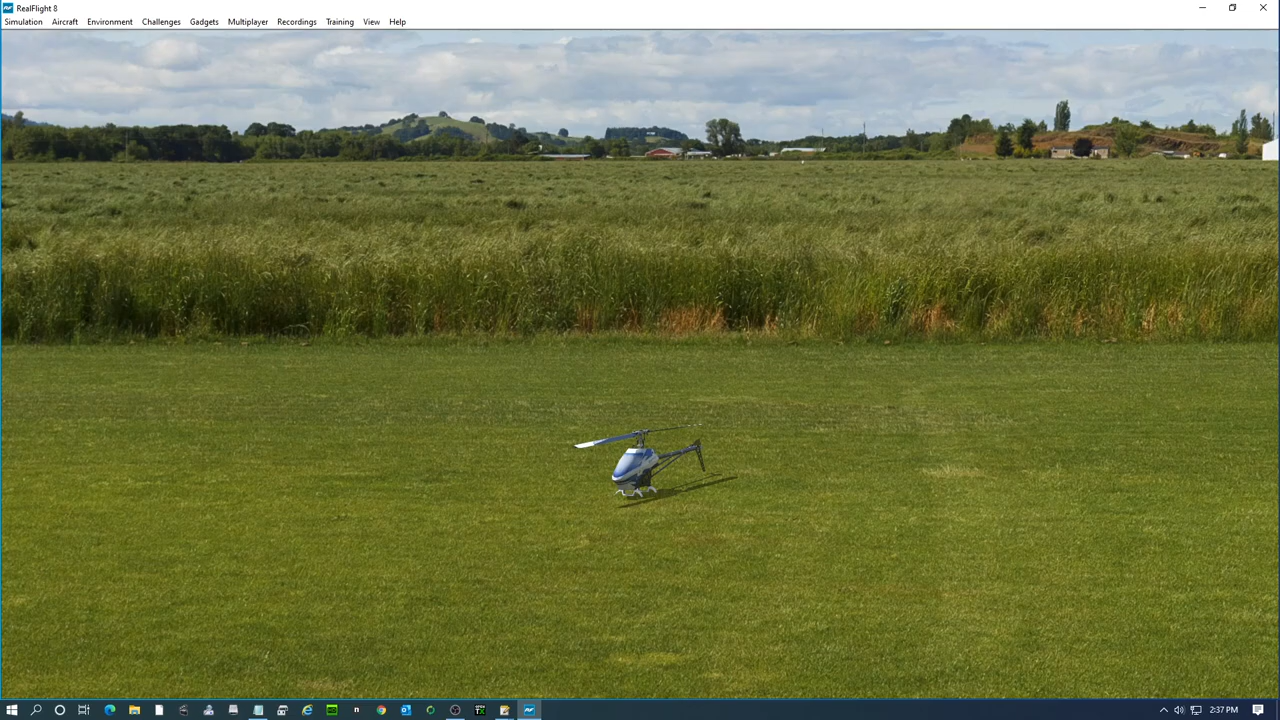 RealFlight 8
Simulation Aircraft Environment Challenges Gadgets Multiplayer Recordings Training View Help
2:37 PM